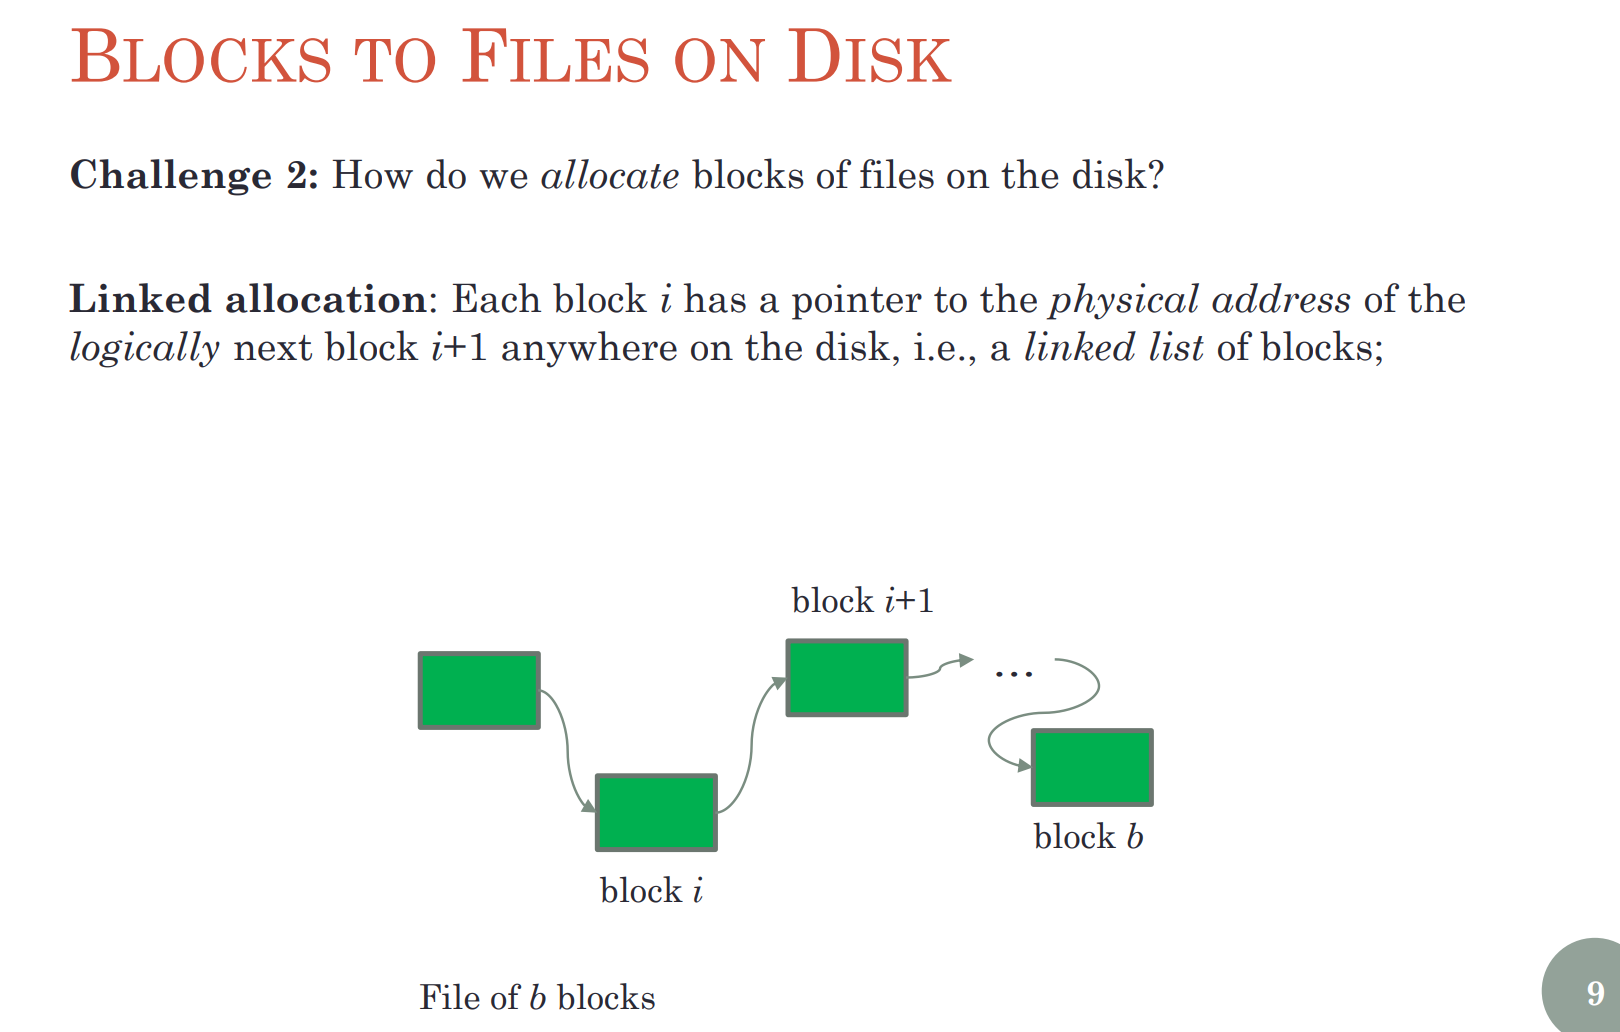 BLOCKS TO FILES ON DISK
Challenge 2: How do we allocate blocks of files on the disk?
Linked allocation: Each block i has a pointer to the physical address of the
logically next block i+1 anywhere on the disk, i.e., a linked list of blocks;
block i+1
...
block b
block i
File of b blocks
9